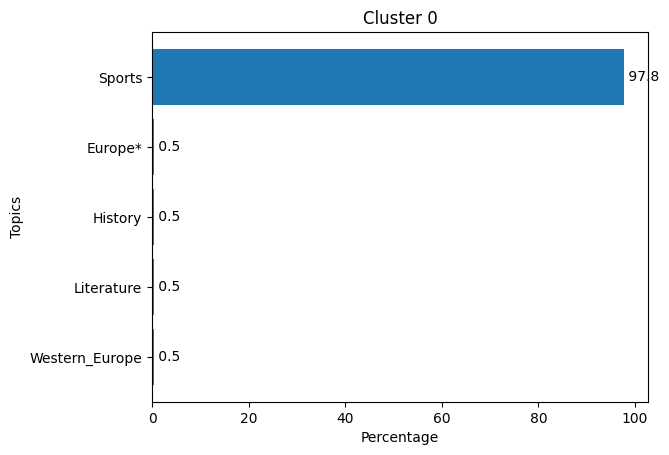 Cluster 0
Sports
97.8
Europe*
0.5
History
0.5
Literature
0.5
Western_Europe
0.5
Topics
0 20 40 60 80 100
Percentage